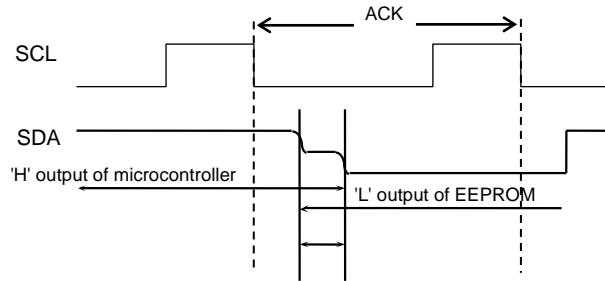 ACK
SCL
SDA
'H' output of microcontroller
'L' output of EEPROM